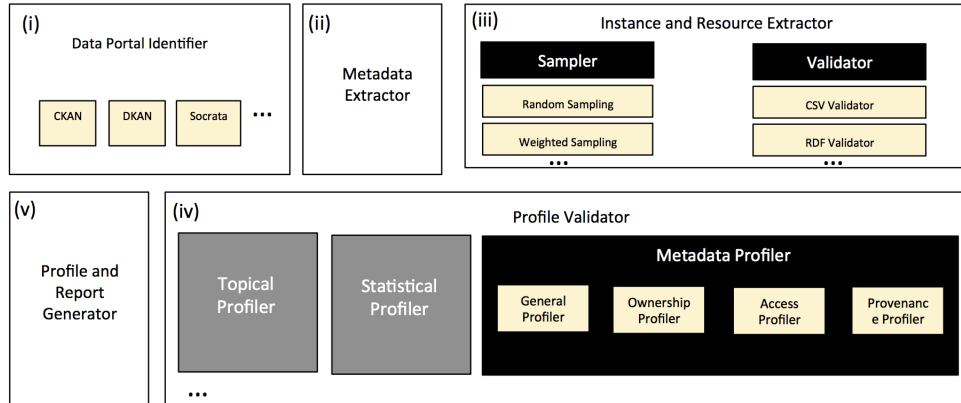 (i)
Data Portal Identifier
CKAN
DKAN
Socrata
...
(ii)
Metadata
Extractor
(iii)
Instance and Resource Extractor
Sampler
Random Sampling
Weighted Sampling
...
Validator
CSV Validator
RDF Validator
...
(v)
Profile and
Report
Generator
(iv)
Profile Validator
Topical
Profiler
...
Statistical
Profiler
Metadata Profiler
General
Profiler
Ownership
Profiler
Access
Profiler
Provenanc
e Profiler